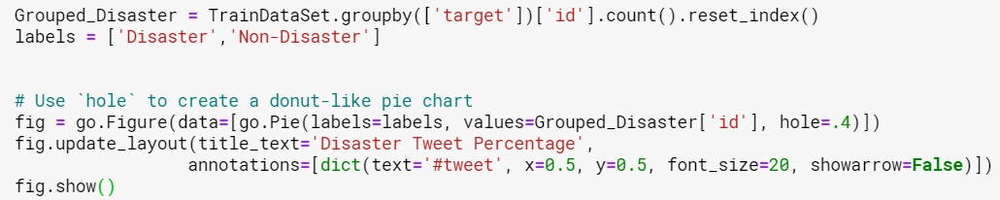 Grouped_Disaster = TrainDataSet.groupby(['target'])['id'].count().reset_index()
labels = ['Disaster','Non-Disaster']
# Use `hole` to create a donut-like pie chart
fig = go.Figure(data=[go.Pie(labels=labels, values=Grouped_Disaster['id'], hole=.4)])
fig.update_layout(title_text='Disaster Tweet Percentage',
annotations=[dict(text='#tweet', x=0.5, y=0.5, font_size=20, showarrow=False)])
fig.show()